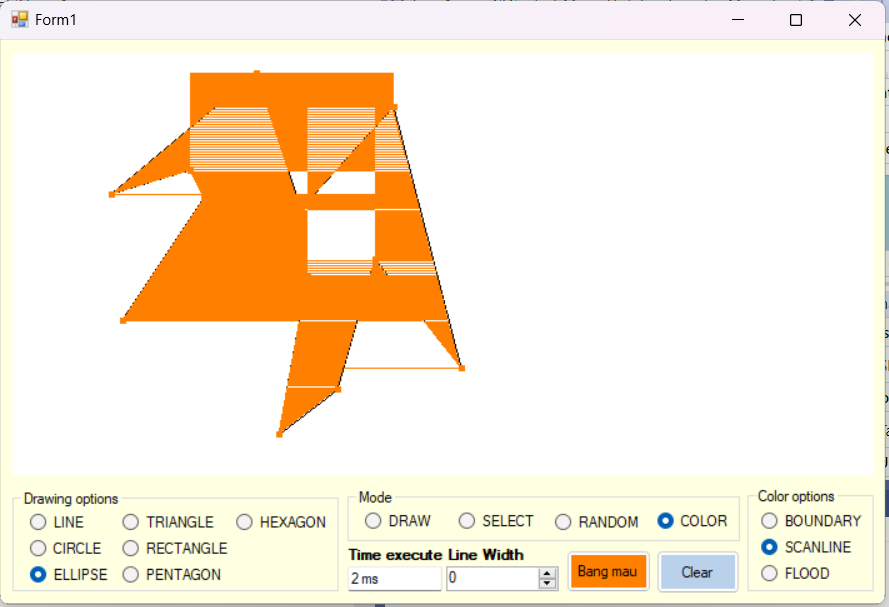 Form1
Drawing options
LINE TRIANGLE HEXAGON
CIRCLE RECTANGLE
ELLIPSE PENTAGON
Mode
DRAW SELECT RANDOM COLOR
Time execute Line Width
2 ms 0 Bang mau Clear
Color options
BOUNDARY
SCANLINE
FLOOD